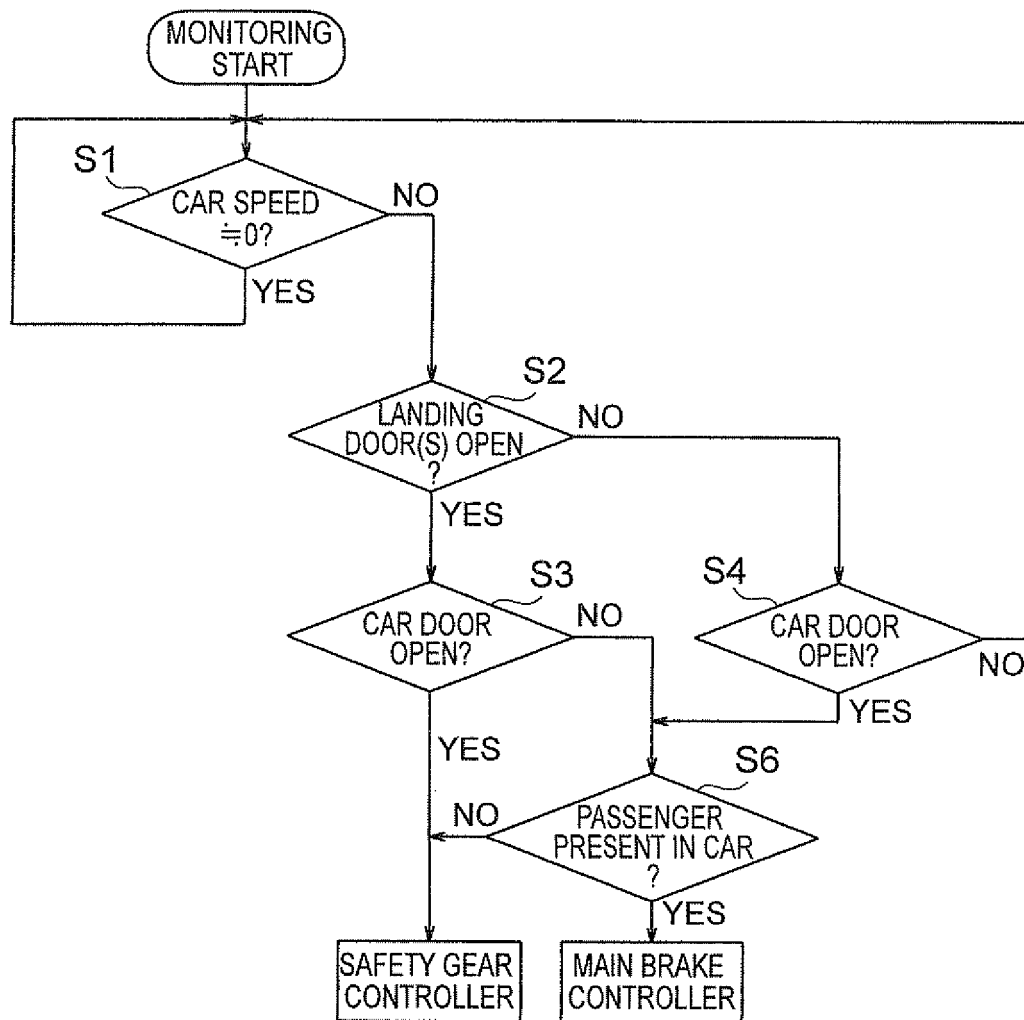 MONITORING
START
S1
CAR SPEED
≒0?
NO
YES
S2
LANDING
DOOR(S) OPEN
?
NO
YES
S3
CAR DOOR
OPEN?
NO
YES
S4
CAR DOOR
OPEN?
NO
YES
S6
PASSENGER
PRESENT IN CAR
?
NO
YES
SAFETY GEAR
CONTROLLER
MAIN BRAKE
CONTROLLER